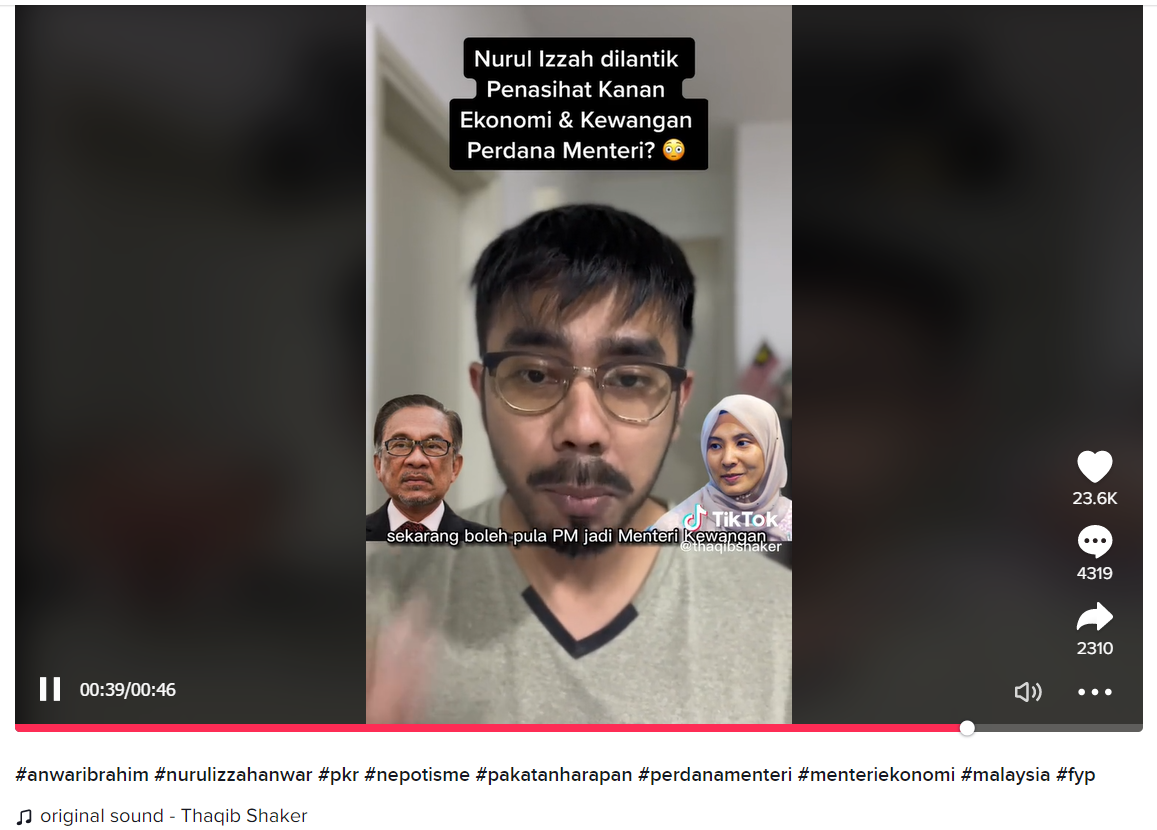 Nurul Izzah dilantik
Penasihat Kanan
Ekonomi & Kewangan
Perdana Menteri? 😳
sekarang boleh pula PM jadi Menteri Kewangan
TikTok
@thaqibshaker
23.6K
4319
2310
00:39/00:46
#anwaribrahim #nurulizzahanwar #pkr #nepotisme #pakatanharapan #perdanamenteri #menteriekonomi #malaysia #fyp
original sound - Thaqib Shaker